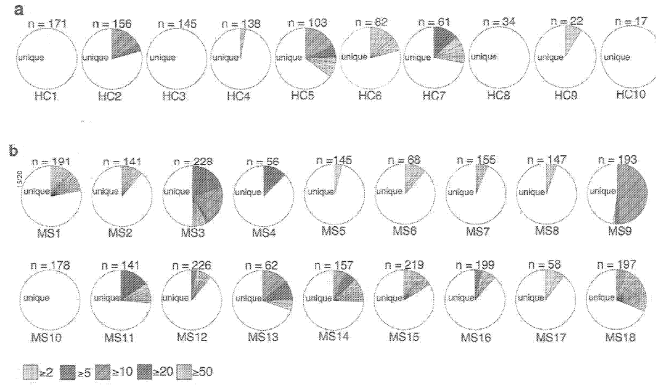 a
n = 171 n = 156 n = 145 n = 138 n = 103 n = 62 n = 61 n = 34 n = 22 n = 17
unique unique unique unique unique unique unique unique unique unique
HC1 HC2 HC3 HC4 HC5 HC6 HC7 HC8 HC9 HC10
b
n = 191 n = 141 n = 228 n = 56 n =145 n = 68 n = 155 n = 147 n = 193
unique unique unique unique unique unique unique unique unique
MS1 MS2 MS3 MS4 MS5 MS6 MS7 MS8 MS9
n = 178 n = 141 n = 226 n = 62 n = 157 n = 219 n = 199 n = 58 n = 197
unique unique unique unique unique unique unique unique unique
MS10 MS11 MS12 MS13 MS14 MS15 MS16 MS17 MS18
≥2 ≥5 ≥10 ≥20 ≥50